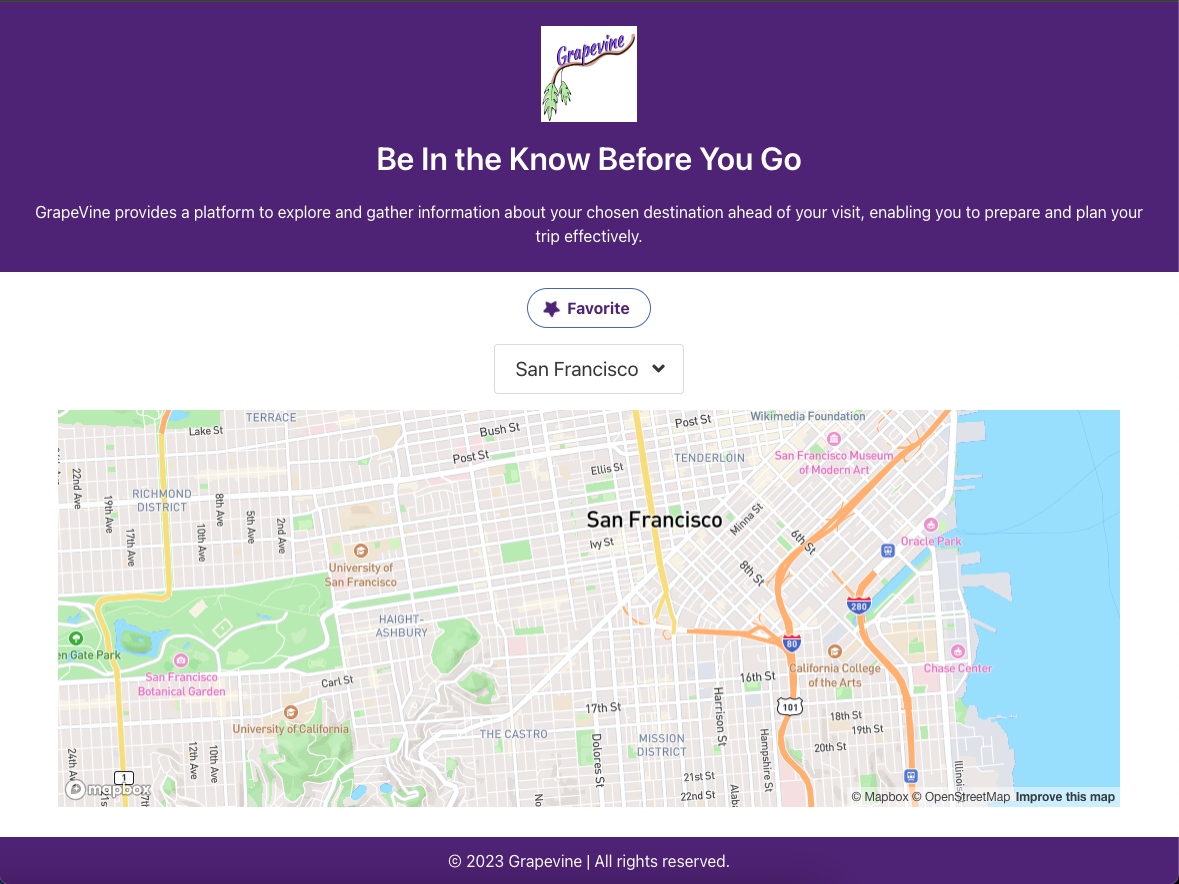 Grapevine
Be In the Know Before You Go
GrapeVine provides a platform to explore and gather information about your chosen destination ahead of your visit, enabling you to prepare and plan your
trip effectively.
Favorite
San Francisco
TERRACE
Lake St
Bush St
Post St
Wikimedia Foundation
Post St
TENDERLOIN
San Francisco Museum
of Modern Art
Ellis St
22nd Ave
19th Ave
17th Ave
RICHMOND
DISTRICT
10th Ave
8th Ave
5th Ave
2nd Ave
San Francisco
Minna St
6th St
8th St
Ivy St
Oracle Park
University of
San Francisco
280
HAIGHT-
ASHBURY
80
en Gate Park
San Francisco
Botanical Garden
Carl St
16th St
California College
of the Arts
Chase Center
101
17th St
Harrison St
18th St
19th St
20th St
University of California
THE CASTRO
Dolores St
MISSION
DISTRICT
Hampshire St
24th Av
12th Ave
10th Ave
1
21st St
22nd St
No
Alab
Illinois
mapbox
© Mapbox © OpenStreetMap Improve this map
© 2023 Grapevine | All rights reserved.